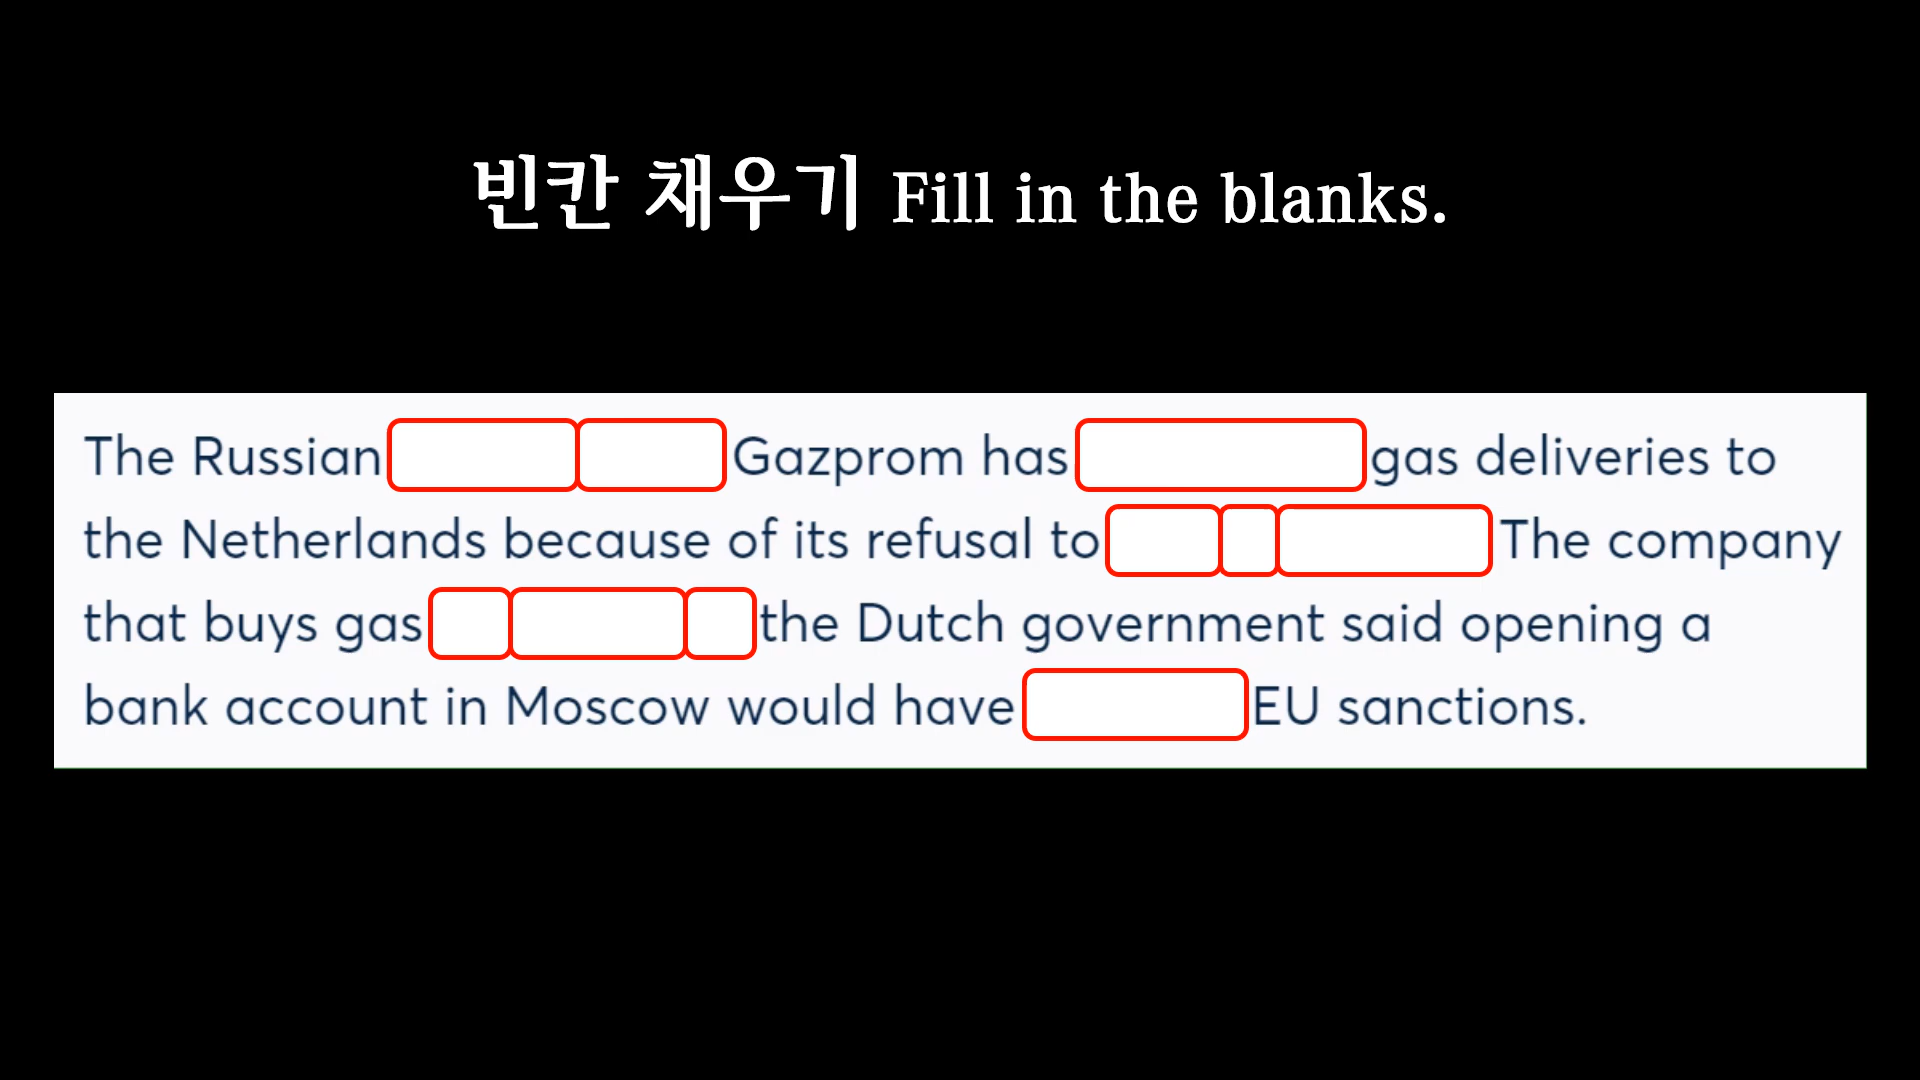 빈칸 채우기 Fill in the blanks.
The Russian Gazprom has gas deliveries to
the Netherlands because of its refusal to The company
that buys gas the Dutch government said opening a
bank account in Moscow would have EU sanctions.